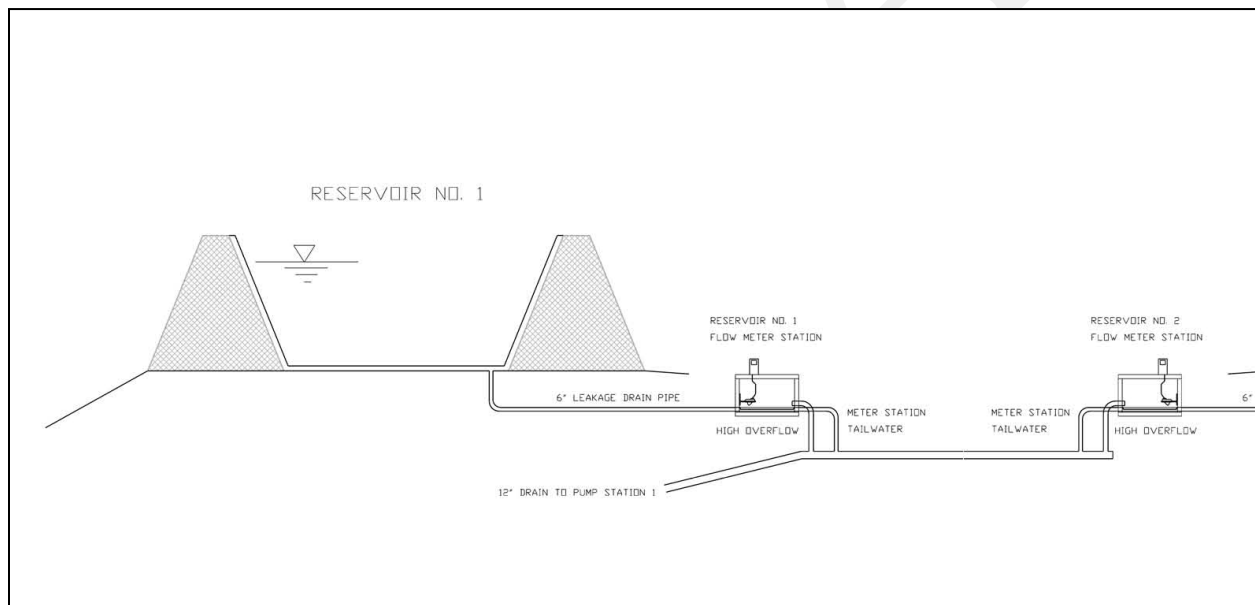 RESERVOIR NO. 1
RESERVOIR NO. 1
FLOW METER STATION
RESERVOIR NO. 2
FLOW METER STATION
6" LEAKAGE DRAIN PIPE
6"
METER STATION
TAILWATER
METER STATION
TAILWATER
HIGH OVERFLOW
HIGH OVERFLOW
12" DRAIN TO PUMP STATION 1